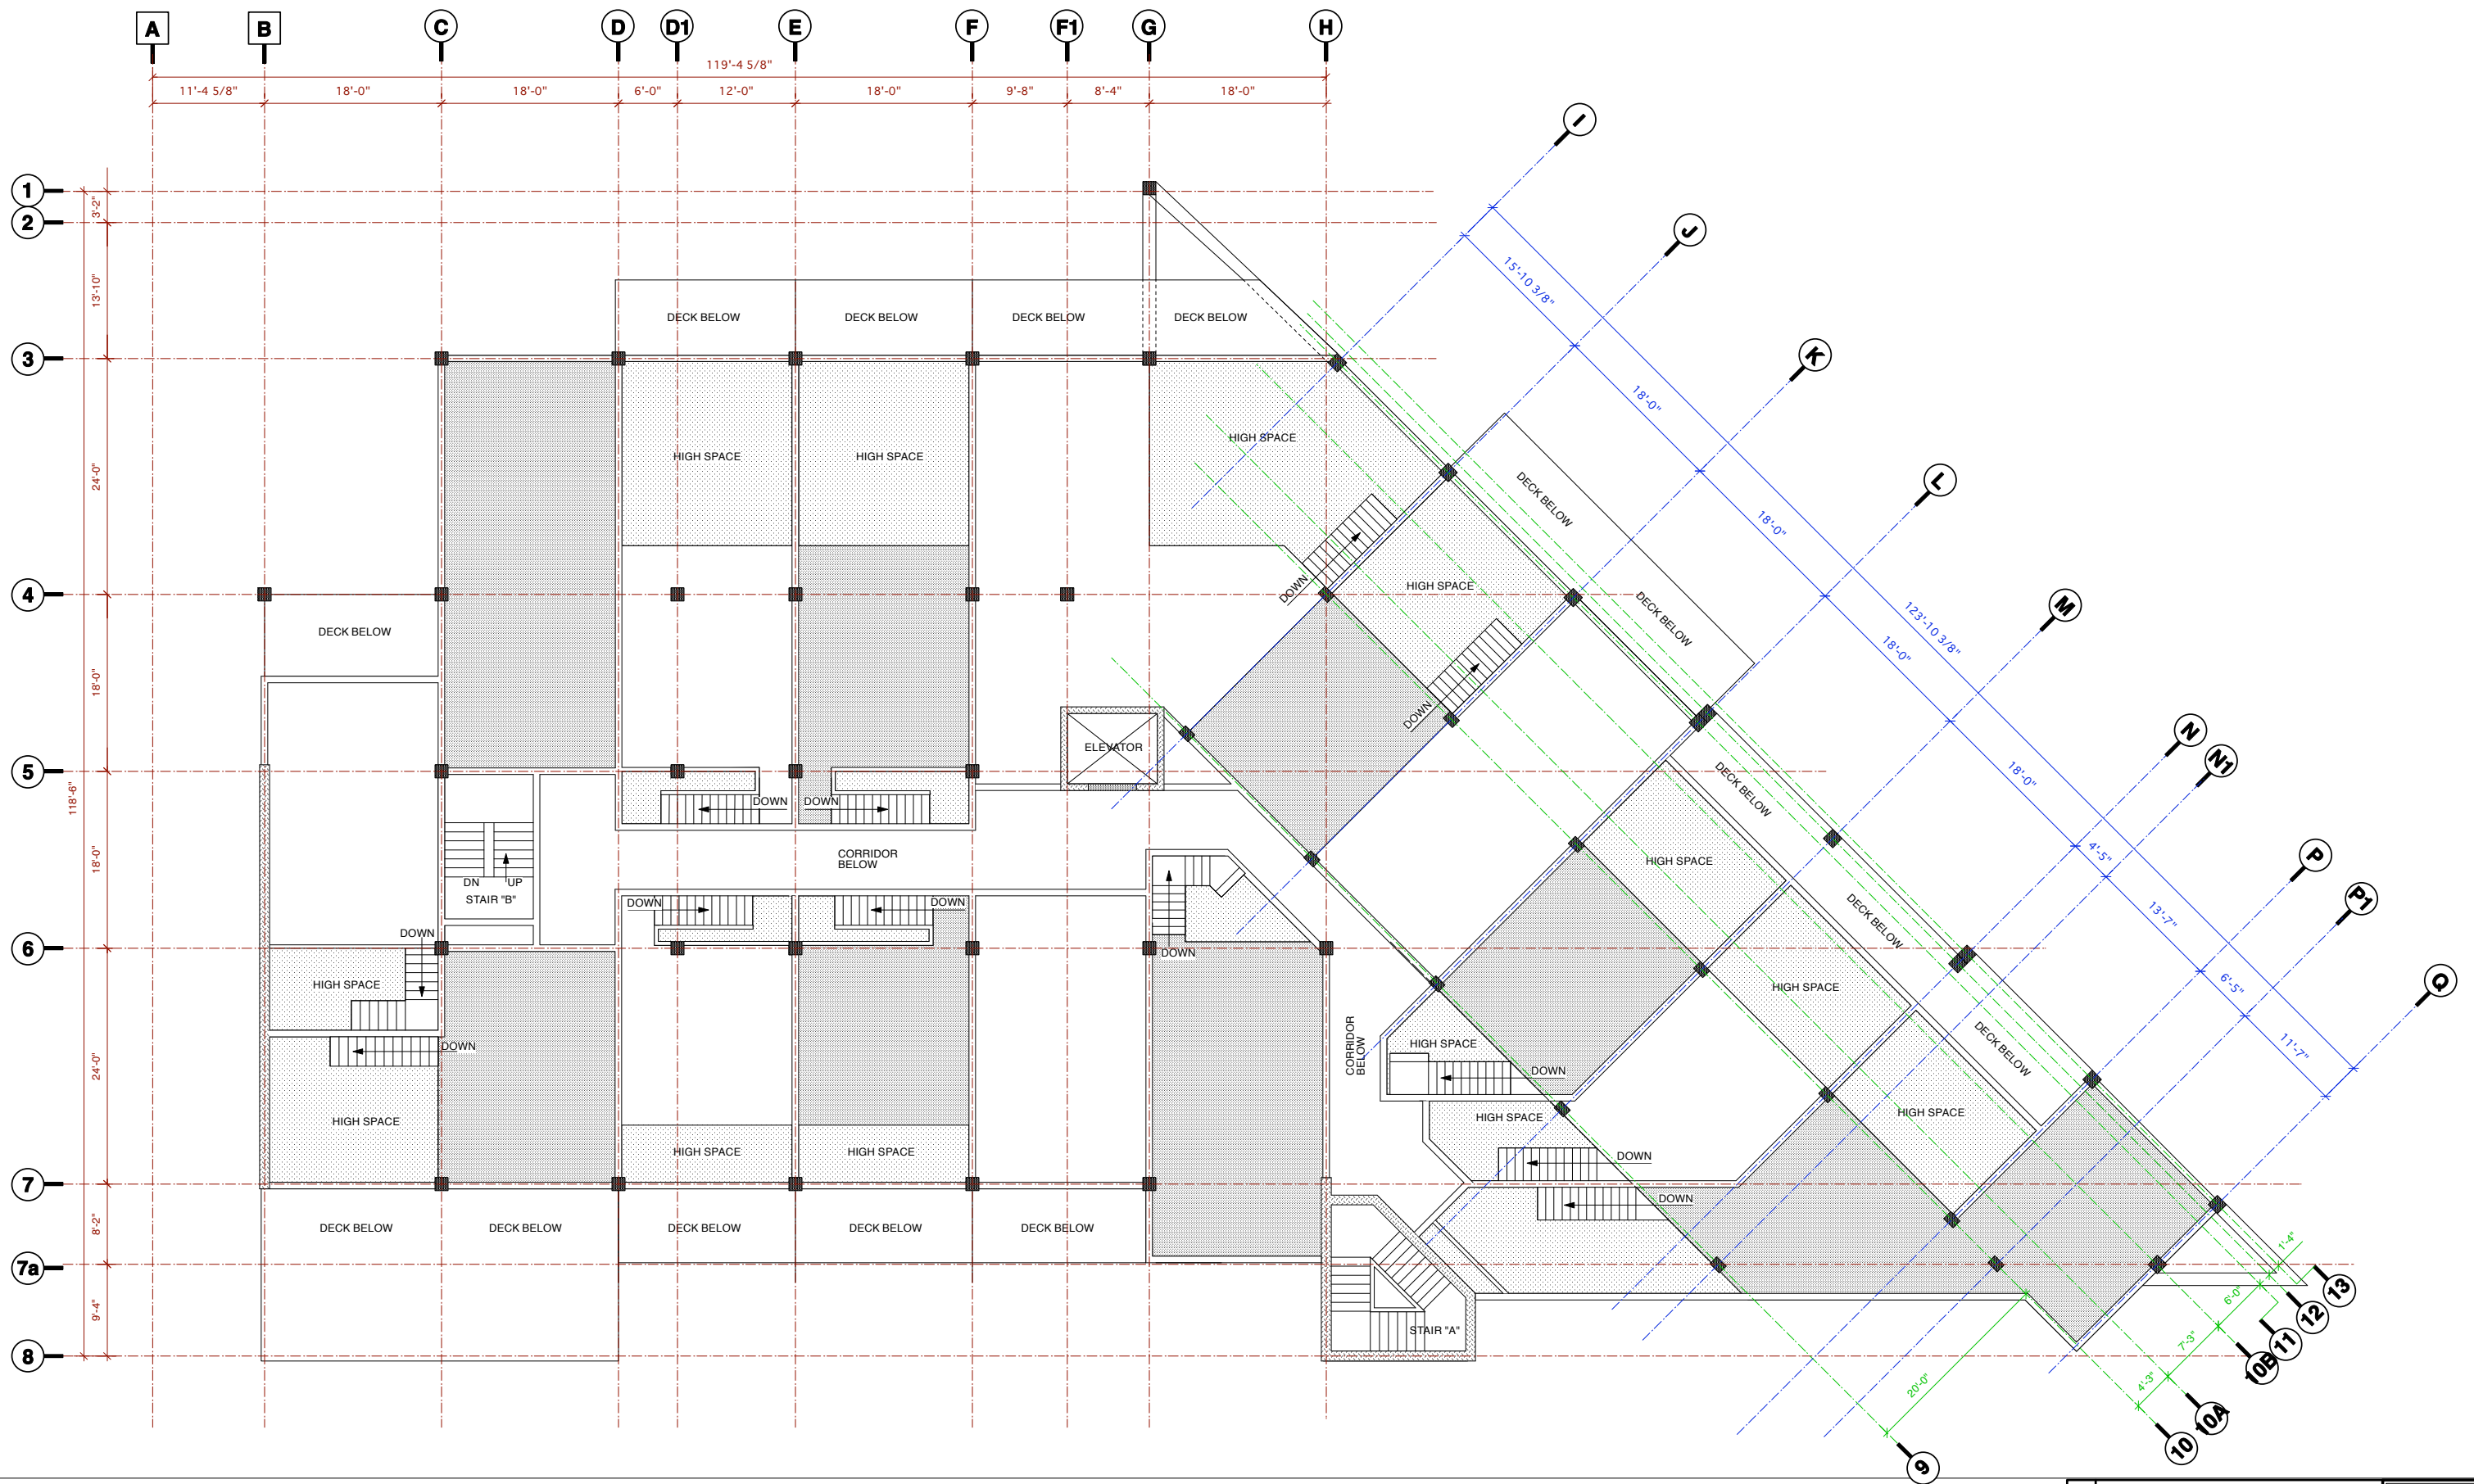 A
B
C
D
D1
E
F
F1
G
H
119'-4 5/8"
11'-4 5/8"
18'-0"
18'-0"
6'-0"
12'-0"
18'-0"
9'-8"
8'-4"
18'-0"
I
J
K
L
M
N
N1
P
P1
Q
15'-10 3/8"
18'-0"
18'-0"
18'-0"
18'-0"
4'-5"
13'-7"
6'-5"
11'-7"
123'-10 3/8"
1
2
3
4
5
6
7
7a
8
3'-2"
13'-10"
24'-0"
18'-0"
18'-0"
24'-0"
8'-2"
9'-4"
118'-6"
DECK BELOW
DECK BELOW
DECK BELOW
DECK BELOW
HIGH SPACE
HIGH SPACE
HIGH SPACE
DECK BELOW
DECK BELOW
HIGH SPACE
DOWN
DOWN
DECK BELOW
ELEVATOR
DOWN
DOWN
CORRIDOR
BELOW
DN
UP
STAIR "B"
DOWN
DOWN
DOWN
DOWN
HIGH SPACE
DOWN
HIGH SPACE
HIGH SPACE
HIGH SPACE
DECK BELOW
DECK BELOW
DECK BELOW
DECK BELOW
DECK BELOW
CORRIDOR
BELOW
DECK BELOW
DECK BELOW
DECK BELOW
HIGH SPACE
HIGH SPACE
HIGH SPACE
HIGH SPACE
DOWN
HIGH SPACE
DOWN
DOWN
STAIR "A"
1'-4"
6'-0"
7'-3"
4'-3"
20'-0"
13
12
11
10B
10A
10
9